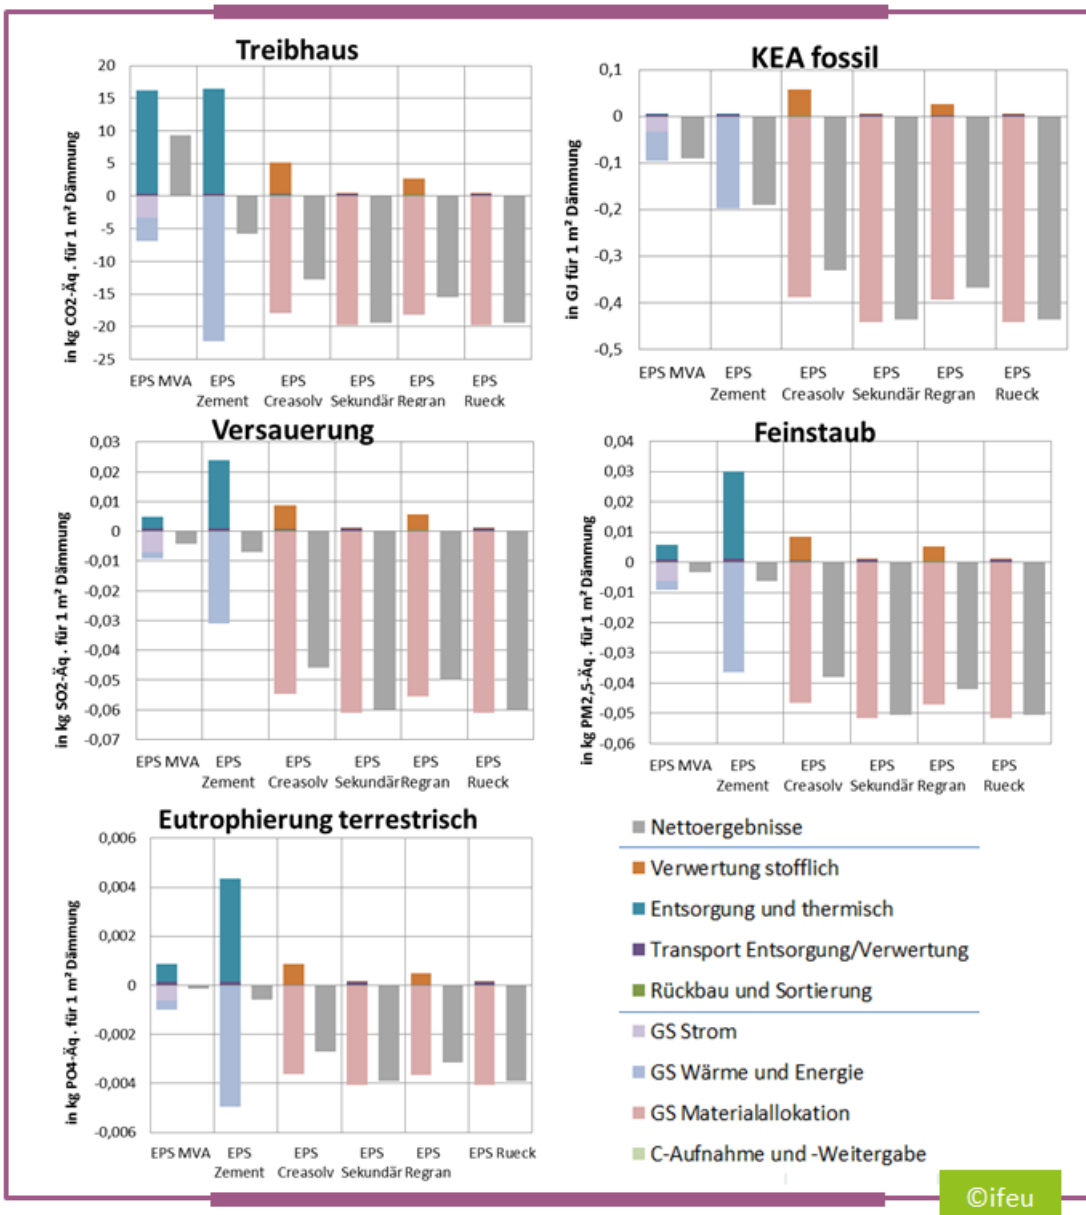 Treibhaus
in kg CO2-Äq. für 1 m² Dämmung
20
15
10
5
0
-5
-10
-15
-20
-25
EPS MVA
EPS
Zement
EPS
Creasolv
EPS
Sekundär
EPS
Regran
EPS
Rueck
KEA fossil
in GJ für 1 m² Dämmung
0,1
0
-0,1
-0,2
-0,3
-0,4
-0,5
EPS MVA
EPS
Zement
EPS
Creasolv
EPS
Sekundär
EPS
Regran
EPS
Rueck
Versauerung
in kg SO2-Äq. für 1 m² Dämmung
0,03
0,02
0,01
0
-0,01
-0,02
-0,03
-0,04
-0,05
-0,06
-0,07
EPS MVA
EPS
Zement
EPS
Creasolv
EPS
Sekundär
EPS
Regran
EPS
Rueck
Feinstaub
in kg PM2,5-Äq. für 1 m² Dämmung
0,04
0,03
0,02
0,01
0
-0,01
-0,02
-0,03
-0,04
-0,05
-0,06
EPS MVA
EPS
Zement
EPS
Creasolv
EPS
Sekundär
EPS
Regran
EPS
Rueck
Eutrophierung terrestrisch
in kg PO4-Äq. für 1 m² Dämmung
0,006
0,004
0,002
0
-0,002
-0,004
-0,006
EPS MVA
EPS
Zement
EPS
Creasolv
EPS
Sekundär
EPS
Regran
EPS Rueck
Nettoergebnisse
Verwertung stofflich
Entsorgung und thermisch
Transport Entsorgung/Verwertung
Rückbau und Sortierung
GS Strom
GS Wärme und Energie
GS Materialallokation
C-Aufnahme und -Weitergabe
©ifeu